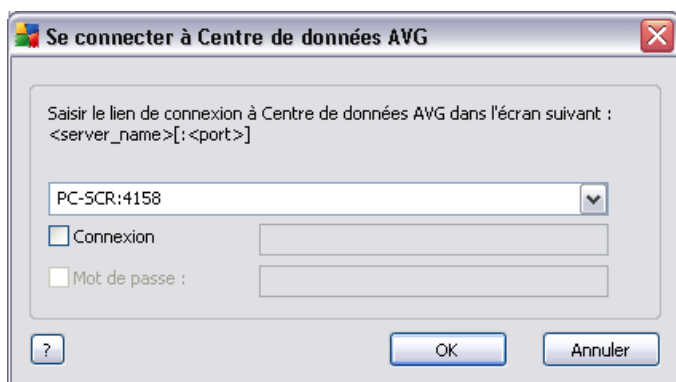 Se connecter à Centre de données AVG
Saisir le lien de connexion à Centre de données AVG dans l'écran suivant :
<server_name>[:<port>]
PC-SCR:4158
Connexion
Mot de passe :
?
OK
Annuler